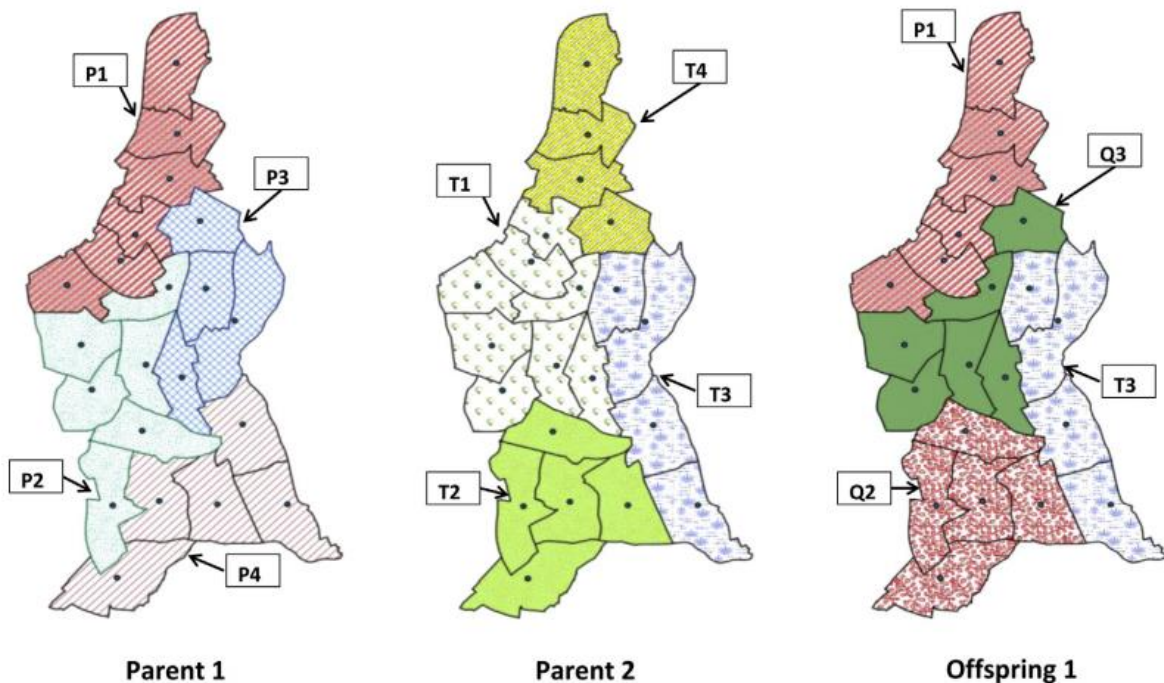 P1
P3
P2
P4
Parent 1
T4
T1
T3
T2
Parent 2
P1
Q3
T3
Q2
Offspring 1